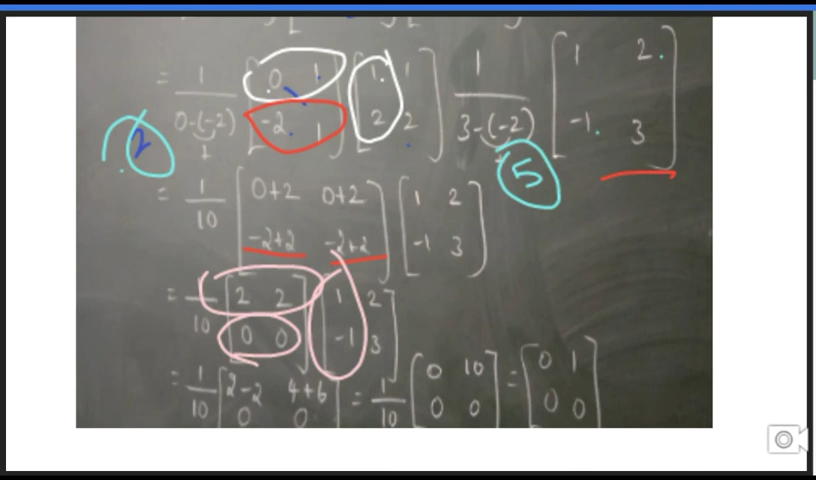 = 1/(0-(-2)) [0 1; -2 1] [1 1; 2 2] 1/(3-(-2)) [1 2; -1 3]
2
5
= 1/10 [0+2 0+2; -2+2 -2+2] [1 2; -1 3]
= 1/10 [2 2; 0 0] [1 2; -1 3]
= 1/10 [2-2 4+6; 0 0] = 1/10 [0 10; 0 0] = [0 1; 0 0]